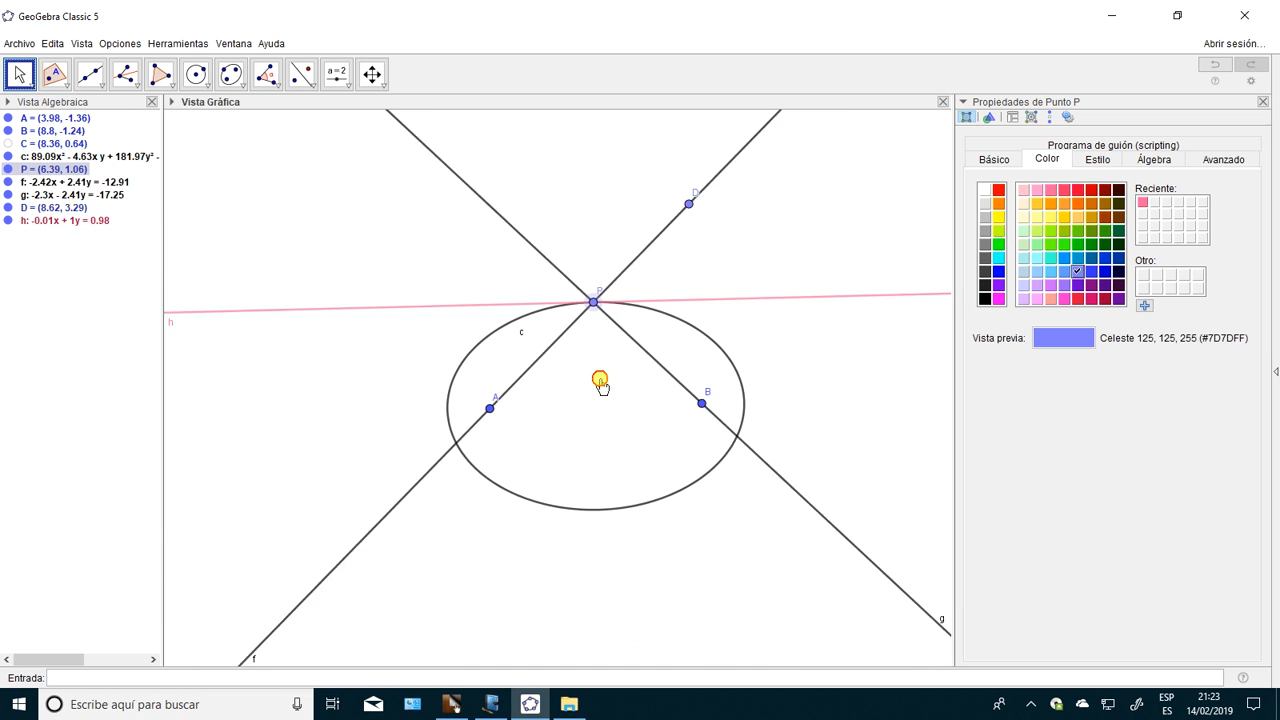 GeoGebra Classic 5
Archivo Edita Vista Opciones Herramientas Ventana Ayuda
Abrir sesión...
A
a=2
Vista Algebraica
Vista Gráfica
Propiedades de Punto P
A = (3.98, -1.36)
B = (8.8, -1.24)
C = (8.36, 0.64)
c: 89.09x² - 4.63x y + 181.97y² -
P = (6.39, 1.06)
f: -2.42x + 2.41y = -12.91
g: -2.3x - 2.41y = -17.25
D = (8.62, 3.29)
h: -0.01x + 1y = 0.98
Programa de guión (scripting)
Básico Color Estilo Álgebra Avanzado
Reciente:
Otro:
Vista previa:
Celeste 125, 125, 255 (#7D7DFF)
D
P
h
c
A
B
g
f
Entrada:
Escribe aquí para buscar
ESP
ES
21:23
14/02/2019